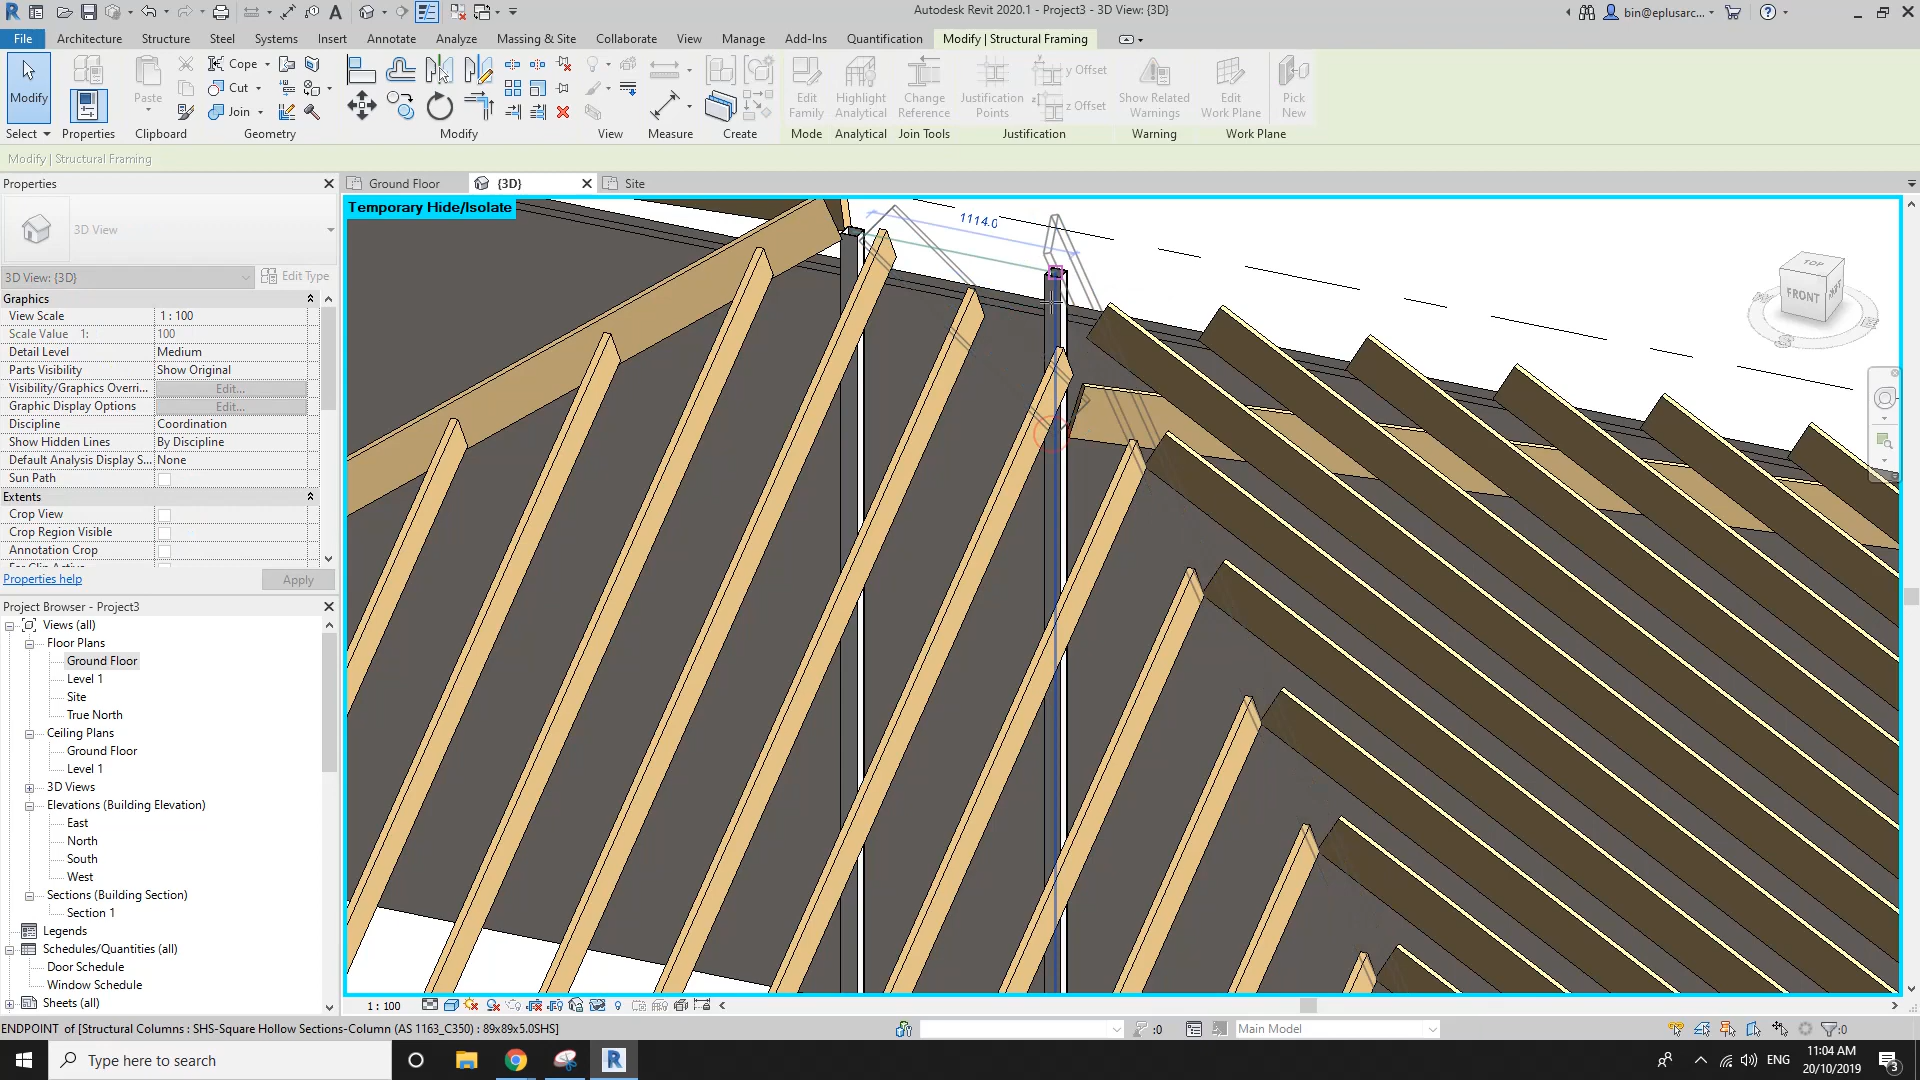 Autodesk Revit 2020.1 - Project3 - 3D View: {3D}
bin@eplusarc...
File Architecture Structure Steel Systems Insert Annotate Analyze Massing & Site Collaborate View Manage Add-Ins Quantification Modify | Structural Framing
Modify
Paste
Cope
Cut
Join
Edit Family
Highlight Analytical
Change Reference
Justification Points
y Offset
z Offset
Show Related Warnings
Edit Work Plane
Pick New
Select Properties Clipboard Geometry Modify View Measure Create Mode Analytical Join Tools Justification Warning Work Plane
Modify | Structural Framing
Properties
Ground Floor {3D} Site
Temporary Hide/Isolate
1114.0
TOP
FRONT
3D View
3D View: {3D} Edit Type
Graphics
View Scale 1 : 100
Scale Value 1: 100
Detail Level Medium
Parts Visibility Show Original
Visibility/Graphics Overri... Edit...
Graphic Display Options Edit...
Discipline Coordination
Show Hidden Lines By Discipline
Default Analysis Display S... None
Sun Path
Extents
Crop View
Crop Region Visible
Annotation Crop
Properties help Apply
Project Browser - Project3
Views (all)
Floor Plans
Ground Floor
Level 1
Site
True North
Ceiling Plans
Ground Floor
Level 1
3D Views
Elevations (Building Elevation)
East
North
South
West
Sections (Building Section)
Section 1
Legends
Schedules/Quantities (all)
Door Schedule
Window Schedule
Sheets (all)
1 : 100
ENDPOINT of [Structural Columns : SHS-Square Hollow Sections-Column (AS 1163_C350) : 89x89x5.0SHS]
:0
Main Model
:0
Type here to search
ENG
11:04 AM
20/10/2019
3